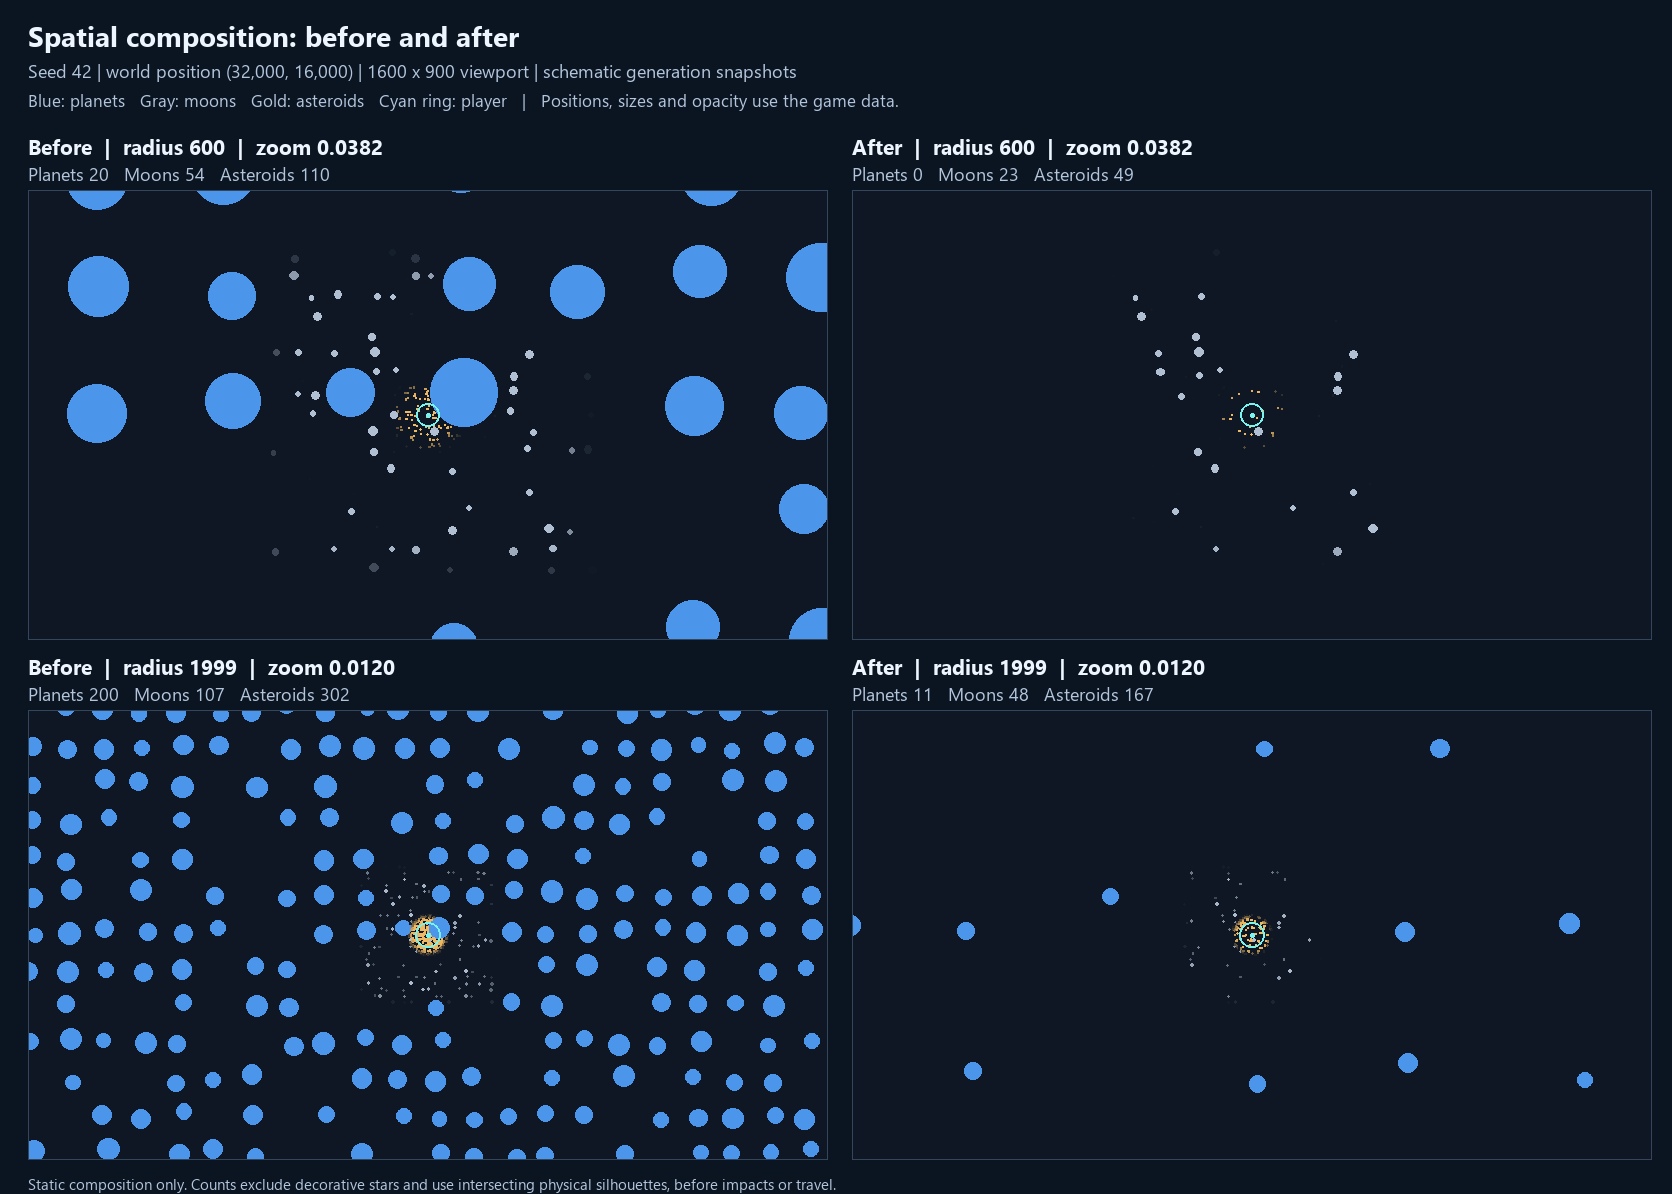 Spatial composition: before and after
Seed 42 | world position (32,000, 16,000) | 1600 x 900 viewport | schematic generation snapshots
Blue: planets   Gray: moons   Gold: asteroids   Cyan ring: player   |   Positions, sizes and opacity use the game data.
Before  |  radius 600  |  zoom 0.0382
Planets 20   Moons 54   Asteroids 110
After  |  radius 600  |  zoom 0.0382
Planets 0   Moons 23   Asteroids 49
Before  |  radius 1999  |  zoom 0.0120
Planets 200   Moons 107   Asteroids 302
After  |  radius 1999  |  zoom 0.0120
Planets 11   Moons 48   Asteroids 167
Static composition only. Counts exclude decorative stars and use intersecting physical silhouettes, before impacts or travel.